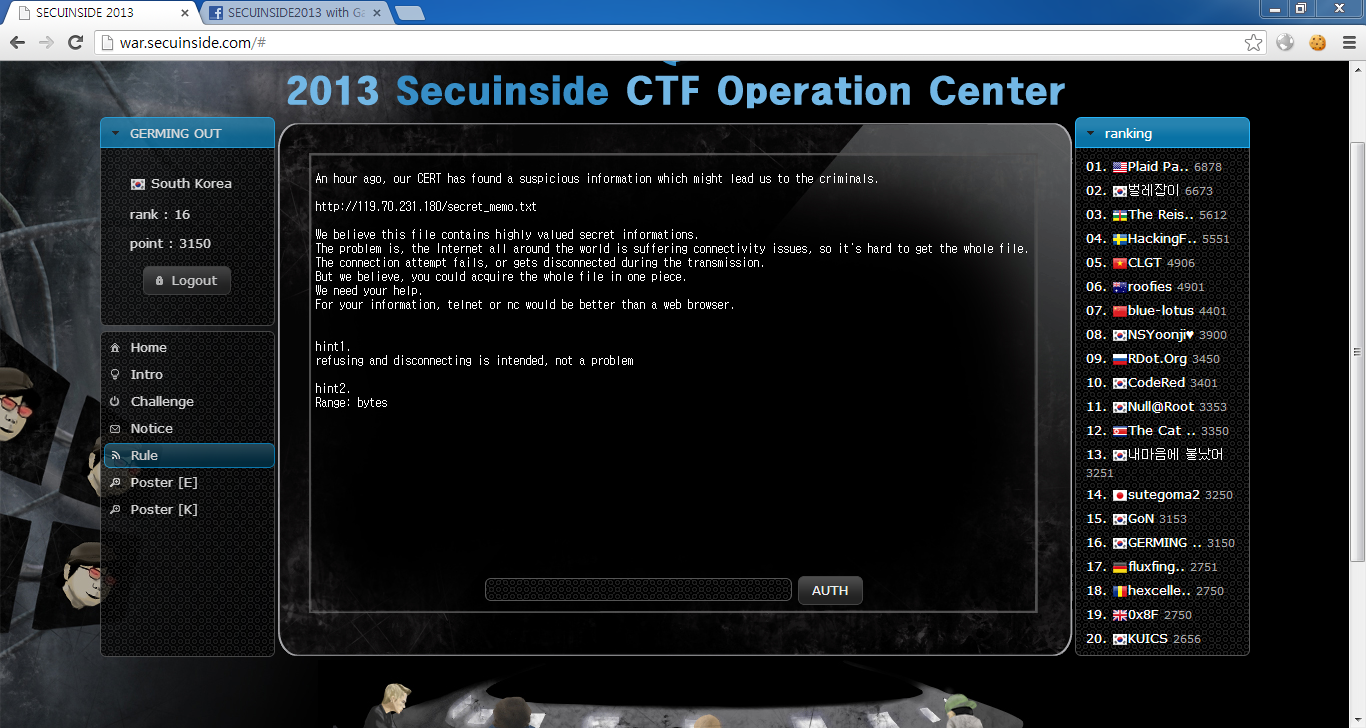 SECUINSIDE 2013
SECUINSIDE2013 with Ga
war.secuinside.com/#
2013 Secuinside CTF Operation Center
GERMING OUT
South Korea
rank : 16
point : 3150
Logout
Home
Intro
Challenge
Notice
Rule
Poster [E]
Poster [K]
An hour ago, our CERT has found a suspicious information which might lead us to the criminals.
http://119.70.231.180/secret_memo.txt
We believe this file contains highly valued secret informations.
The problem is, the Internet all around the world is suffering connectivity issues, so it's hard to get the whole file.
The connection attempt fails, or gets disconnected during the transmission.
But we believe, you could acquire the whole file in one piece.
We need your help.
For your information, telnet or nc would be better than a web browser.
hint1.
refusing and disconnecting is intended, not a problem
hint2.
Range: bytes
AUTH
ranking
01. Plaid Pa.. 6878
02. 벌레잡이 6673
03. The Reis.. 5612
04. HackingF.. 5551
05. CLGT 4906
06. roofies 4901
07. blue-lotus 4401
08. NSYoonji♥ 3900
09. RDot.Org 3450
10. CodeRed 3401
11. Null@Root 3353
12. The Cat .. 3350
13. 내마음에 불났어
3251
14. sutegoma2 3250
15. GoN 3153
16. GERMING .. 3150
17. fluxfing.. 2751
18. hexcelle.. 2750
19. 0x8F 2750
20. KUICS 2656